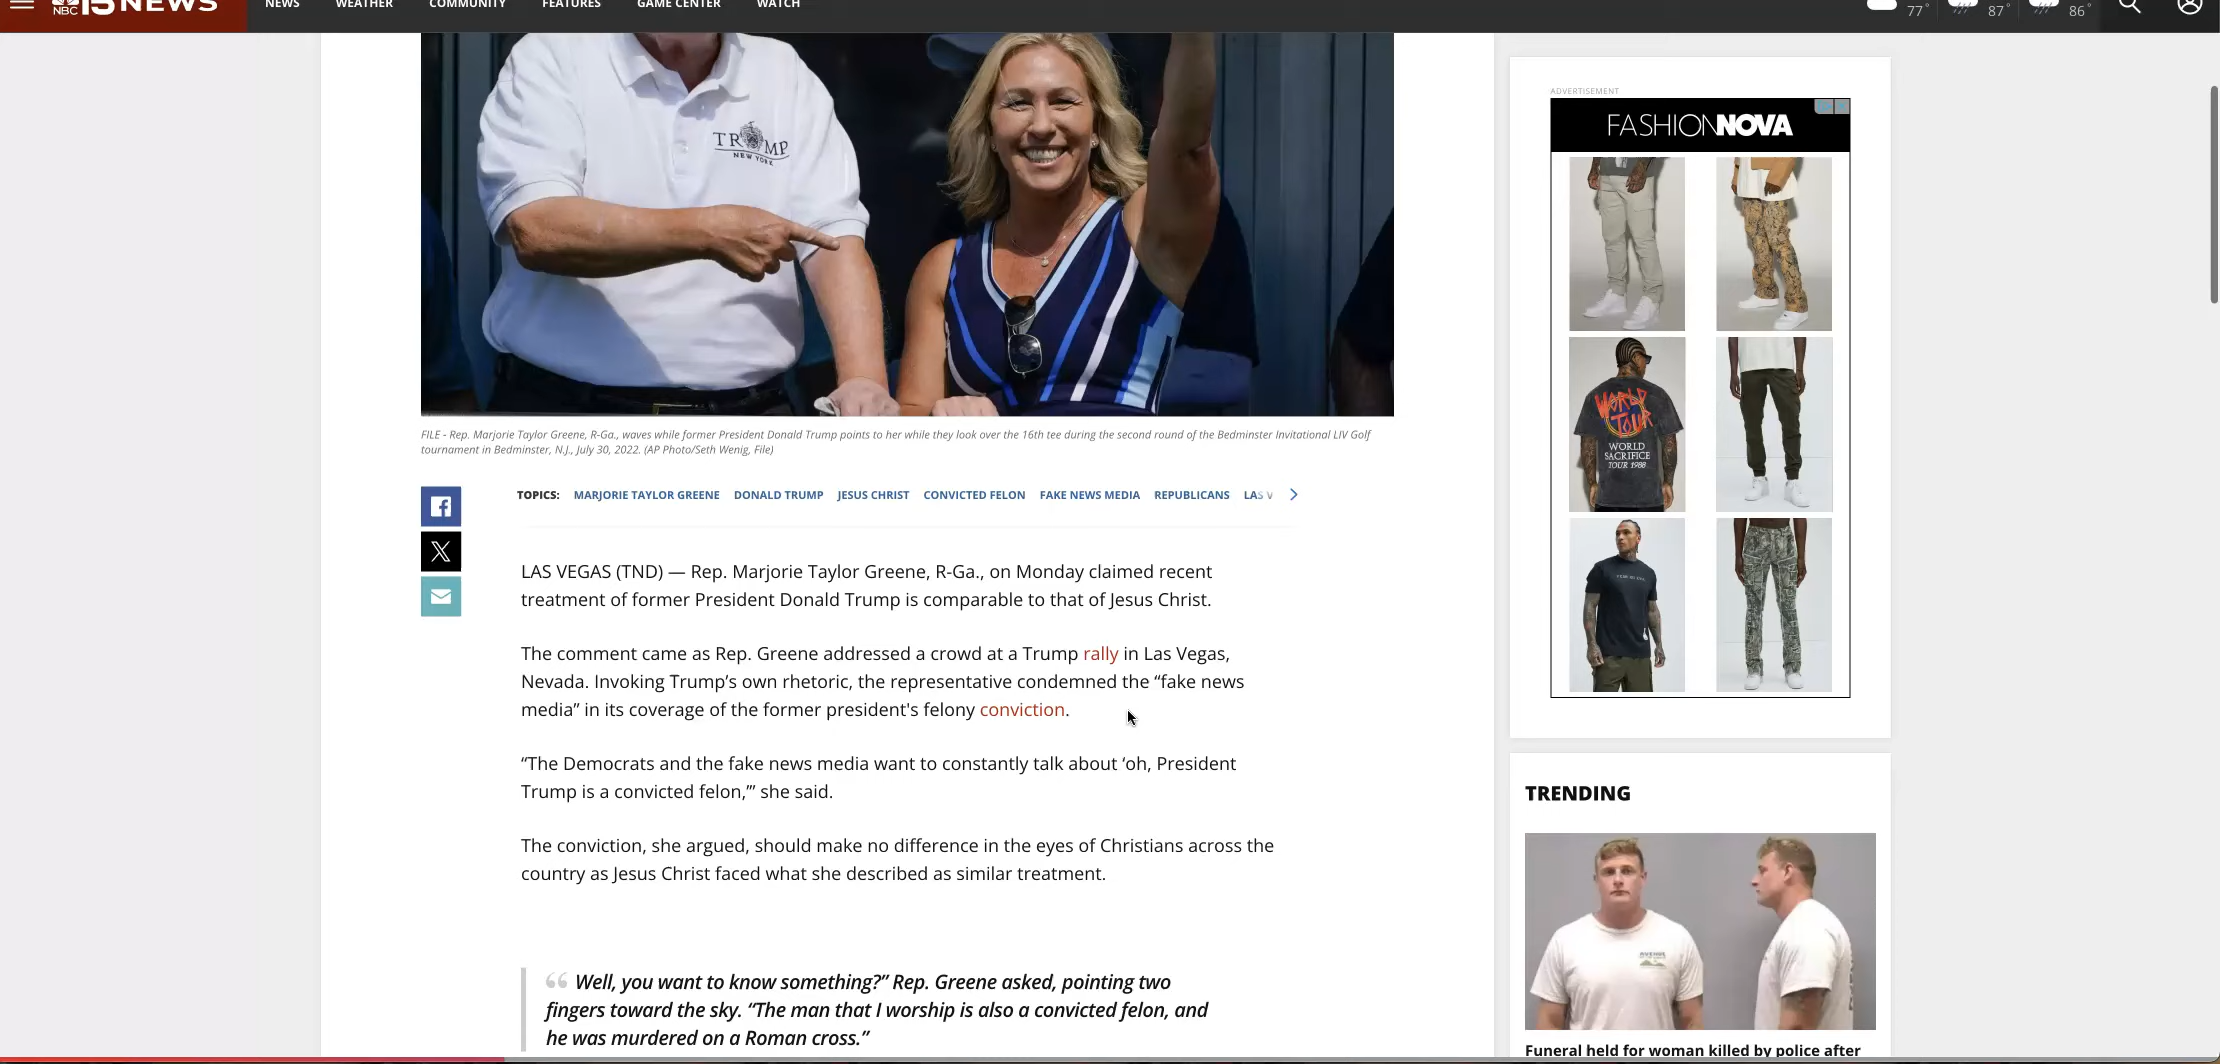 NBC 15 NEWS
NEWS WEATHER COMMUNITY FEATURES GAME CENTER WATCH
77° 87° 86°
TRUMP
NEW YORK
FILE - Rep. Marjorie Taylor Greene, R-Ga., waves while former President Donald Trump points to her while they look over the 16th tee during the second round of the Bedminster Invitational LIV Golf
tournament in Bedminster, N.J., July 30, 2022. (AP Photo/Seth Wenig, File)
TOPICS: MARJORIE TAYLOR GREENE DONALD TRUMP JESUS CHRIST CONVICTED FELON FAKE NEWS MEDIA REPUBLICANS LAS V
LAS VEGAS (TND) — Rep. Marjorie Taylor Greene, R-Ga., on Monday claimed recent
treatment of former President Donald Trump is comparable to that of Jesus Christ.
The comment came as Rep. Greene addressed a crowd at a Trump rally in Las Vegas,
Nevada. Invoking Trump’s own rhetoric, the representative condemned the “fake news
media” in its coverage of the former president's felony conviction.
“The Democrats and the fake news media want to constantly talk about ‘oh, President
Trump is a convicted felon,’” she said.
The conviction, she argued, should make no difference in the eyes of Christians across the
country as Jesus Christ faced what she described as similar treatment.
“ Well, you want to know something?” Rep. Greene asked, pointing two
fingers toward the sky. “The man that I worship is also a convicted felon, and
he was murdered on a Roman cross.”
ADVERTISEMENT
FASHIONNOVA
WORLD
TOUR
WORLD
SACRIFICE
TOUR 1988
TRENDING
Funeral held for woman killed by police after